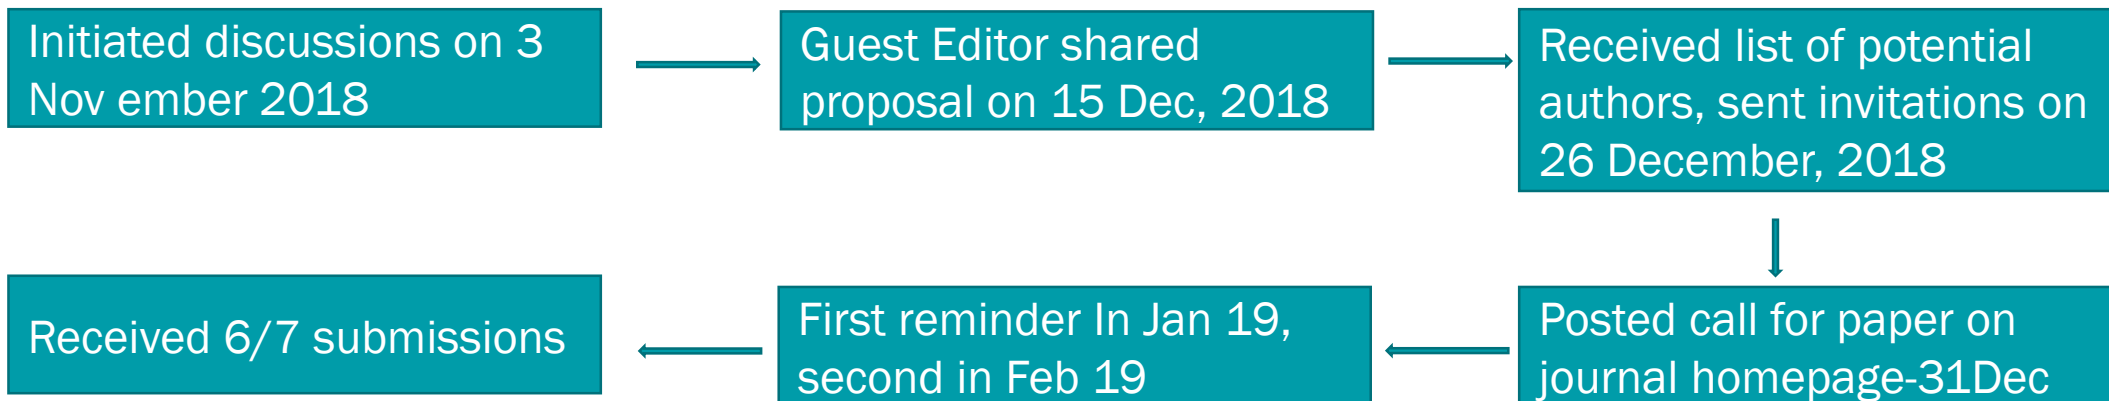 Initiated discussions on 3
Nov ember 2018
Guest Editor shared
proposal on 15 Dec, 2018
Received list of potential
authors, sent invitations on
26 December, 2018
Posted call for paper on
journal homepage-31Dec
First reminder In Jan 19,
second in Feb 19
Received 6/7 submissions